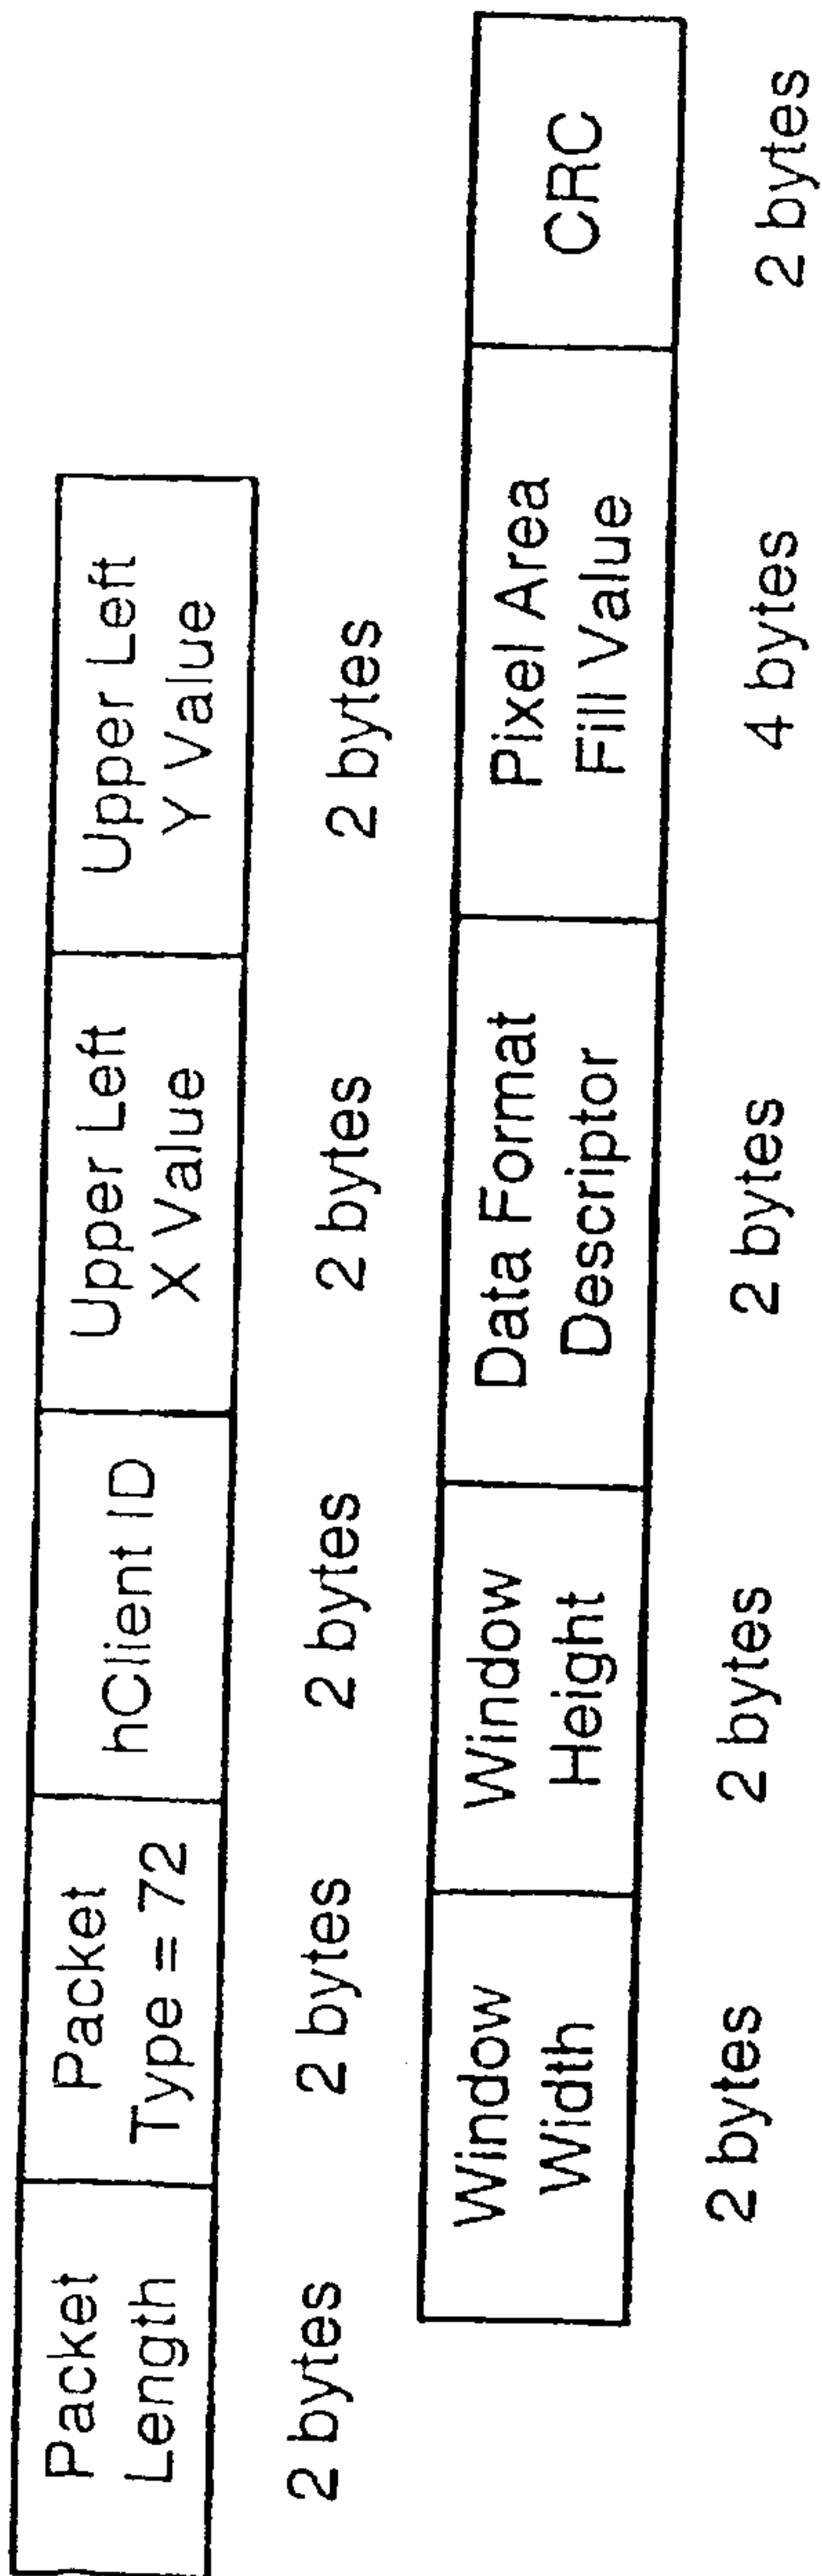 Packet
Length
Packet
Type = 72
hClient ID
Upper Left
X Value
Upper Left
Y Value
2 bytes
2 bytes
2 bytes
2 bytes
2 bytes
Window
Width
Window
Height
Data Format
Descriptor
Pixel Area
Fill Value
CRC
2 bytes
2 bytes
2 bytes
4 bytes
2 bytes